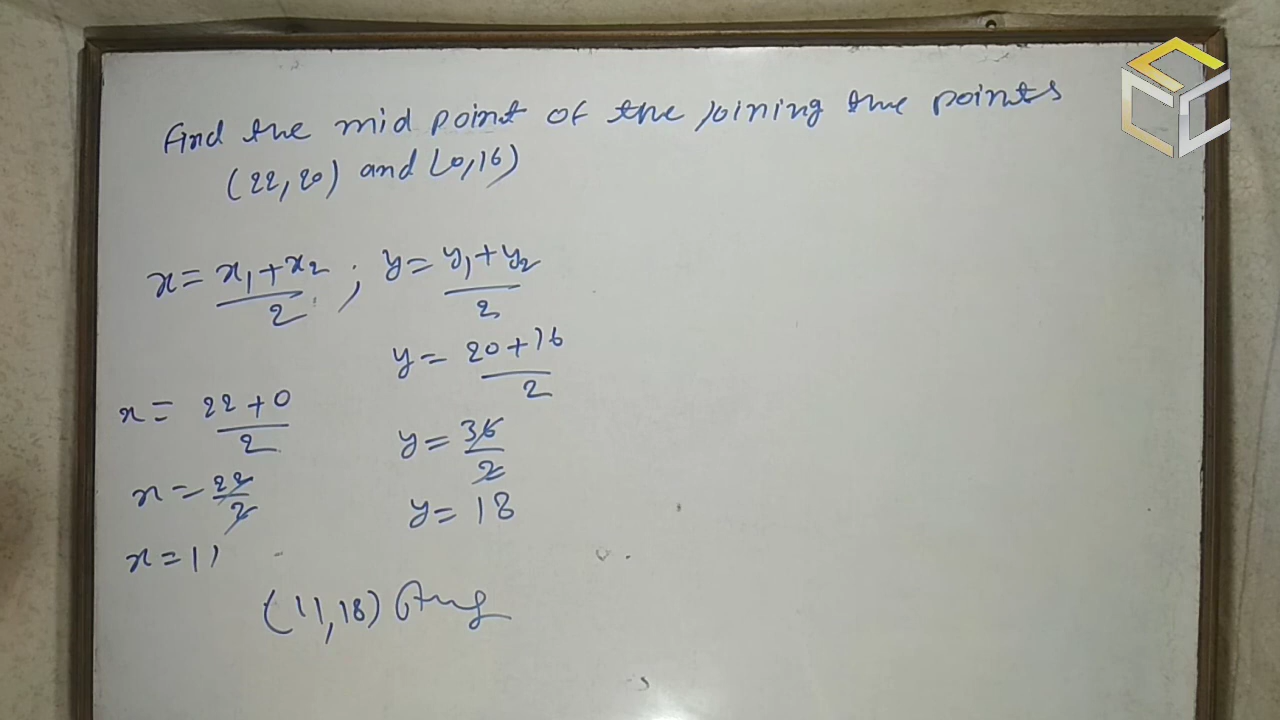 Find the mid point of the joining the points
(22,20) and (0,16)
x = x₁+x₂/2 ; y = y₁+y₂/2
y = 20+16/2
x = 22+0/2
y = 36/2
x = 22/2
y = 18
x = 11
(11,18) Ans